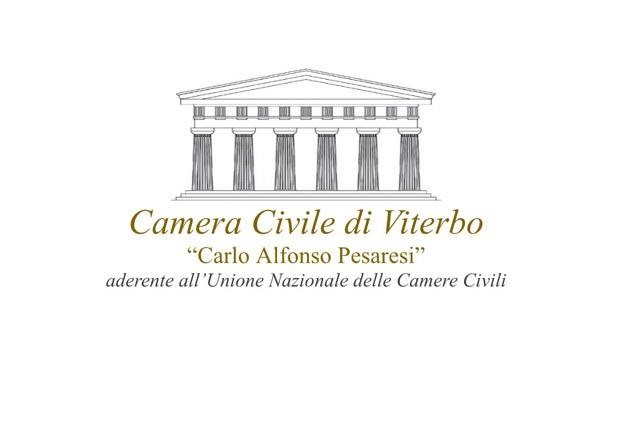 Camera Civile di Viterbo
“Carlo Alfonso Pesaresi”
aderente all’Unione Nazionale delle Camere Civili